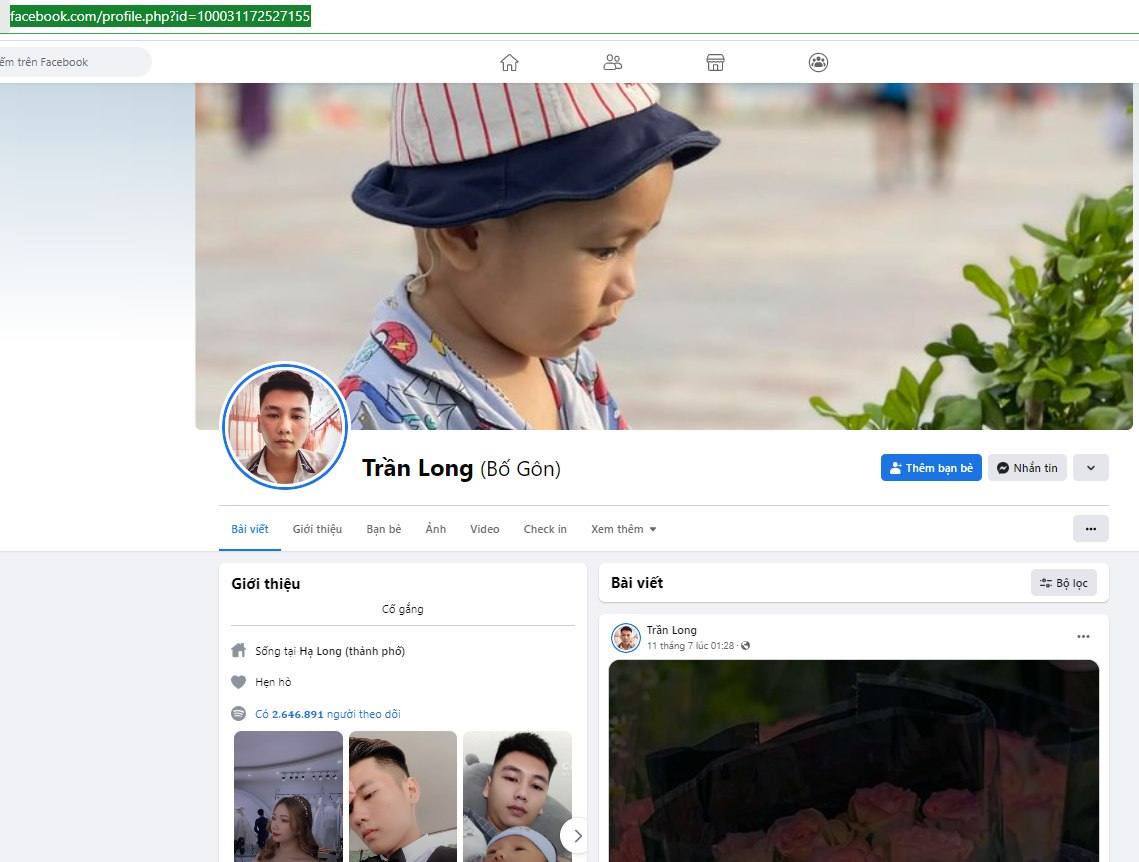 facebook.com/profile.php?id=100031172527155
ếm trên Facebook
Trần Long (Bố Gôn)
Thêm bạn bè
Nhắn tin
Bài viết
Giới thiệu
Bạn bè
Ảnh
Video
Check in
Xem thêm
Giới thiệu
Cố gắng
Sống tại Hạ Long (thành phố)
Hẹn hò
Có 2.646.891 người theo dõi
Bài viết
Bộ lọc
Trần Long
11 tháng 7 lúc 01:28 ·